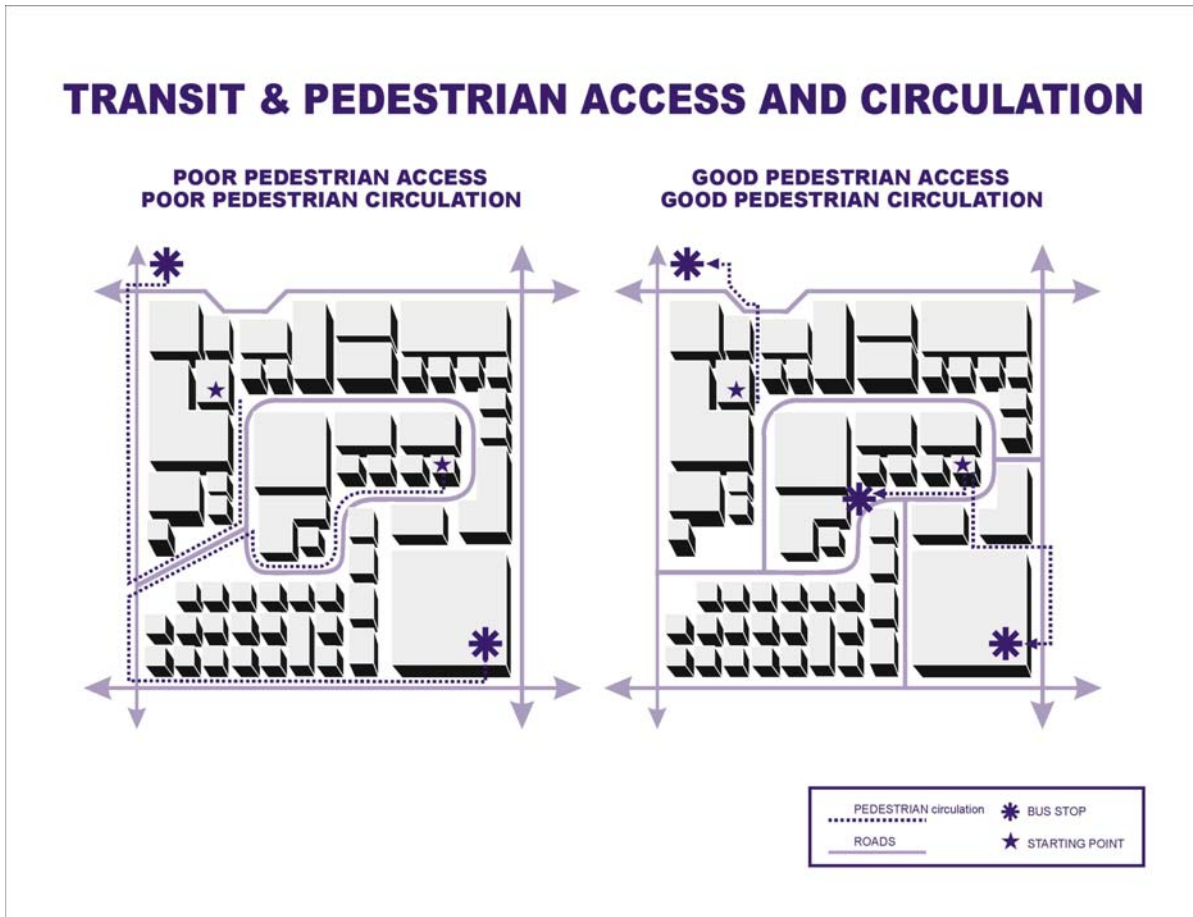 TRANSIT & PEDESTRIAN ACCESS AND CIRCULATION
POOR PEDESTRIAN ACCESS
POOR PEDESTRIAN CIRCULATION
GOOD PEDESTRIAN ACCESS
GOOD PEDESTRIAN CIRCULATION
PEDESTRIAN circulation
BUS STOP
ROADS
STARTING POINT